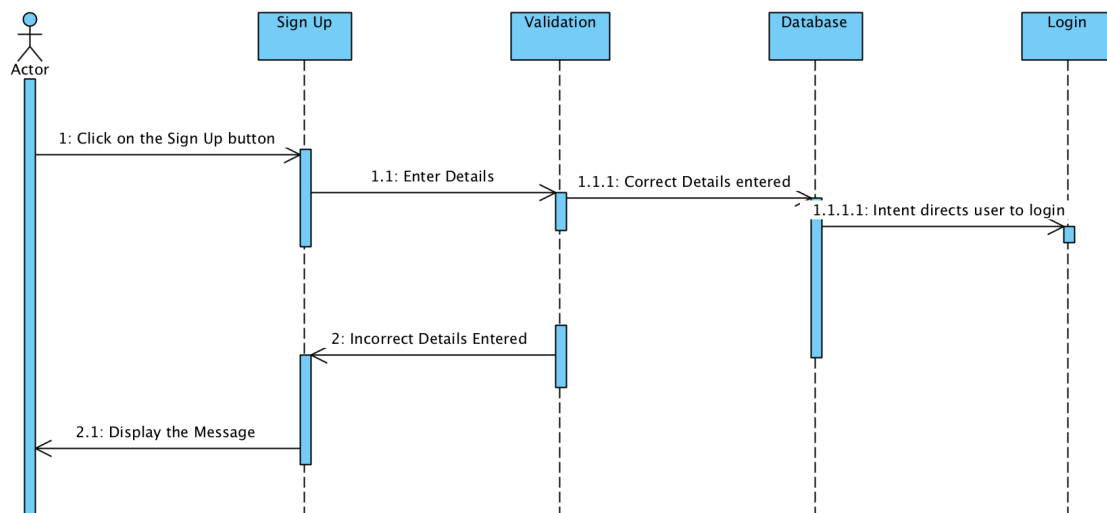 Sign Up
Validation
Database
Login
Actor
1: Click on the Sign Up button
1.1: Enter Details
1.1.1: Correct Details entered
1.1.1.1: Intent directs user to login
2: Incorrect Details Entered
2.1: Display the Message